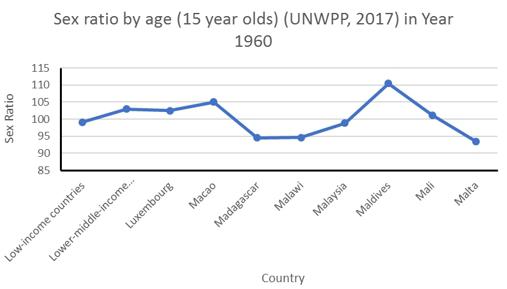 Sex ratio by age (15 year olds) (UNWPP, 2017) in Year
1960
115
110
105
100
95
90
85
Sex Ratio
Low-income countries
Lower-middle-income...
Luxembourg
Macao
Madagascar
Malawi
Malaysia
Maldives
Mali
Malta
Country